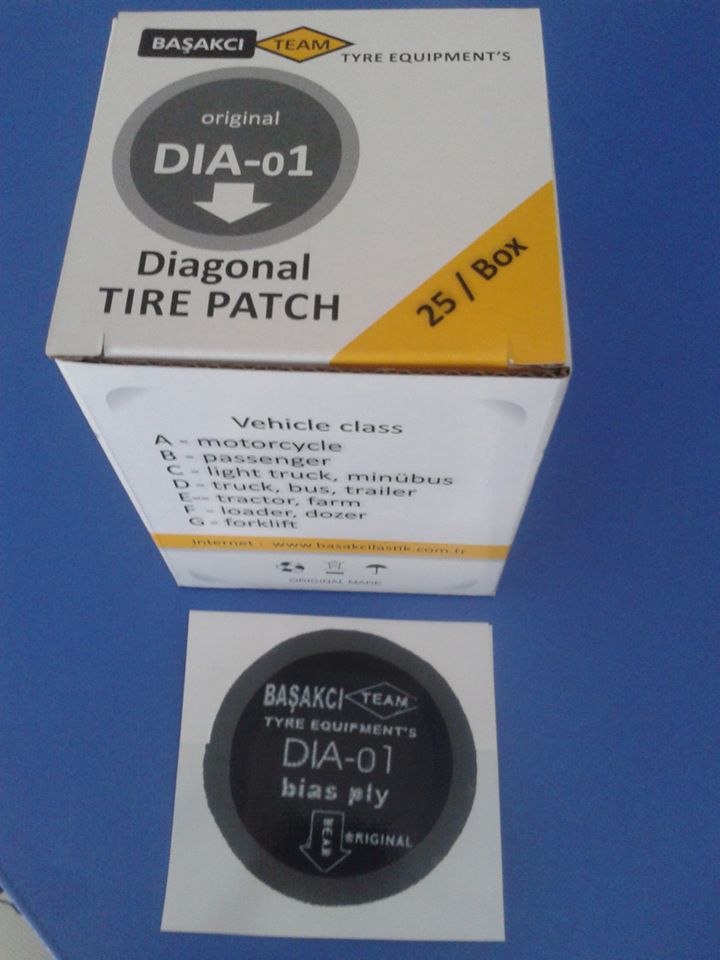 BAŞAKCI TEAM TYRE EQUIPMENT'S
original
DIA-01
Diagonal
TIRE PATCH
25 / Box
Vehicle class
A - motorcycle
B - passenger
C - light truck, minübus
D - truck, bus, trailer
E-- tractor, farm
F - loader, dozer
G - forklift
internet : www.basakcilastik.com.tr
ORIGINAL MADE
BAŞAKCI TEAM
TYRE EQUIPMENT'S
DIA-01
bias ply
BEAD
ORIGINAL